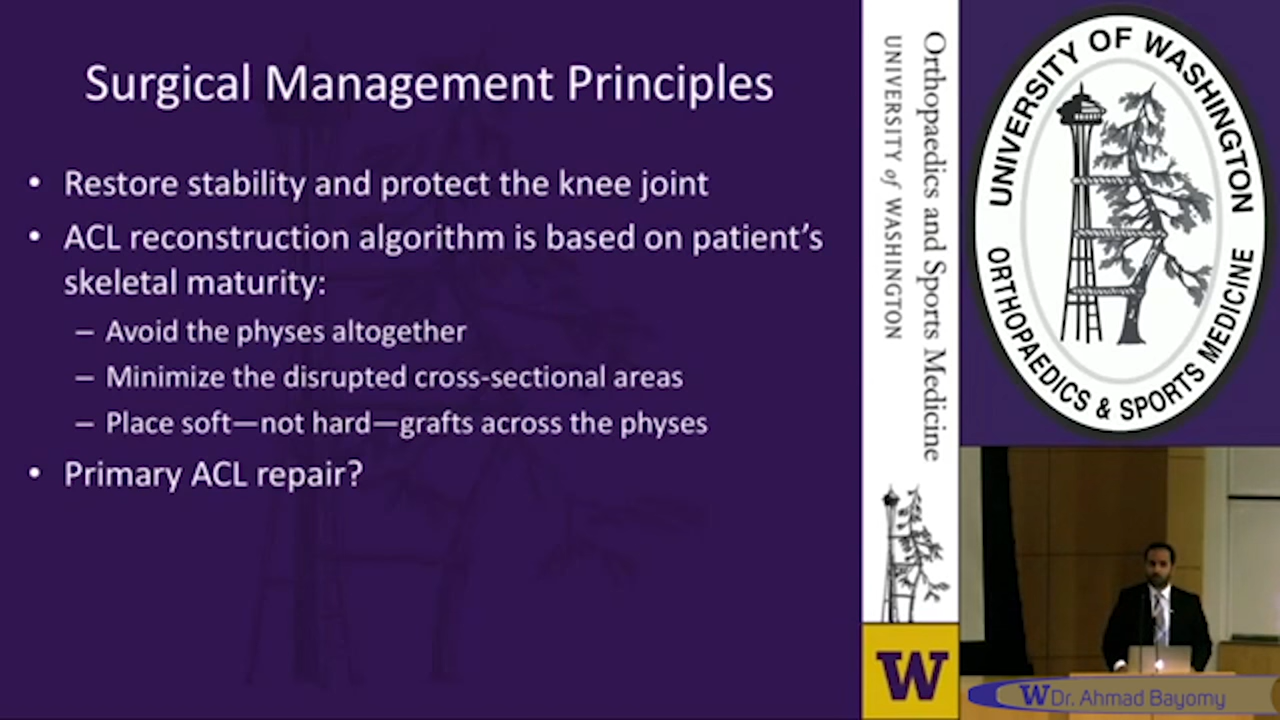 Surgical Management Principles
• Restore stability and protect the knee joint
• ACL reconstruction algorithm is based on patient’s
skeletal maturity:
– Avoid the physes altogether
– Minimize the disrupted cross-sectional areas
– Place soft—not hard—grafts across the physes
• Primary ACL repair?
Orthopaedics and Sports Medicine
UNIVERSITY of WASHINGTON
W
UNIVERSITY OF WASHINGTON
ORTHOPAEDICS & SPORTS MEDICINE
W Dr. Ahmad Bayomy